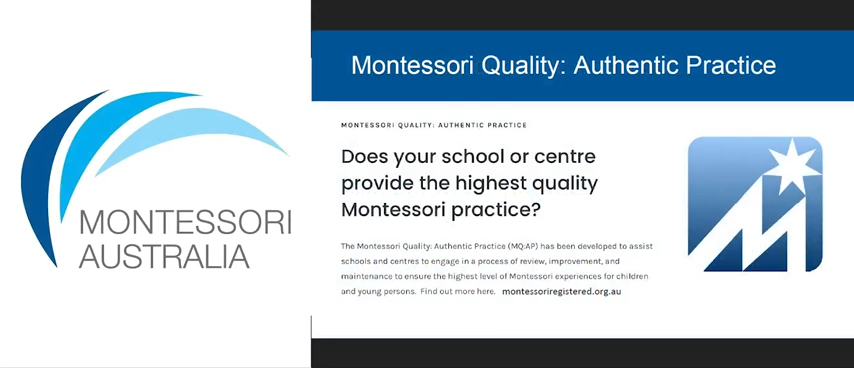 MONTESSORI
AUSTRALIA
Montessori Quality: Authentic Practice
MONTESSORI QUALITY: AUTHENTIC PRACTICE
Does your school or centre
provide the highest quality
Montessori practice?
The Montessori Quality: Authentic Practice (MQ:AP) has been developed to assist
schools and centres to engage in a process of review, improvement, and
maintenance to ensure the highest level of Montessori experiences for children
and young persons. Find out more here. montessoriregistered.org.au